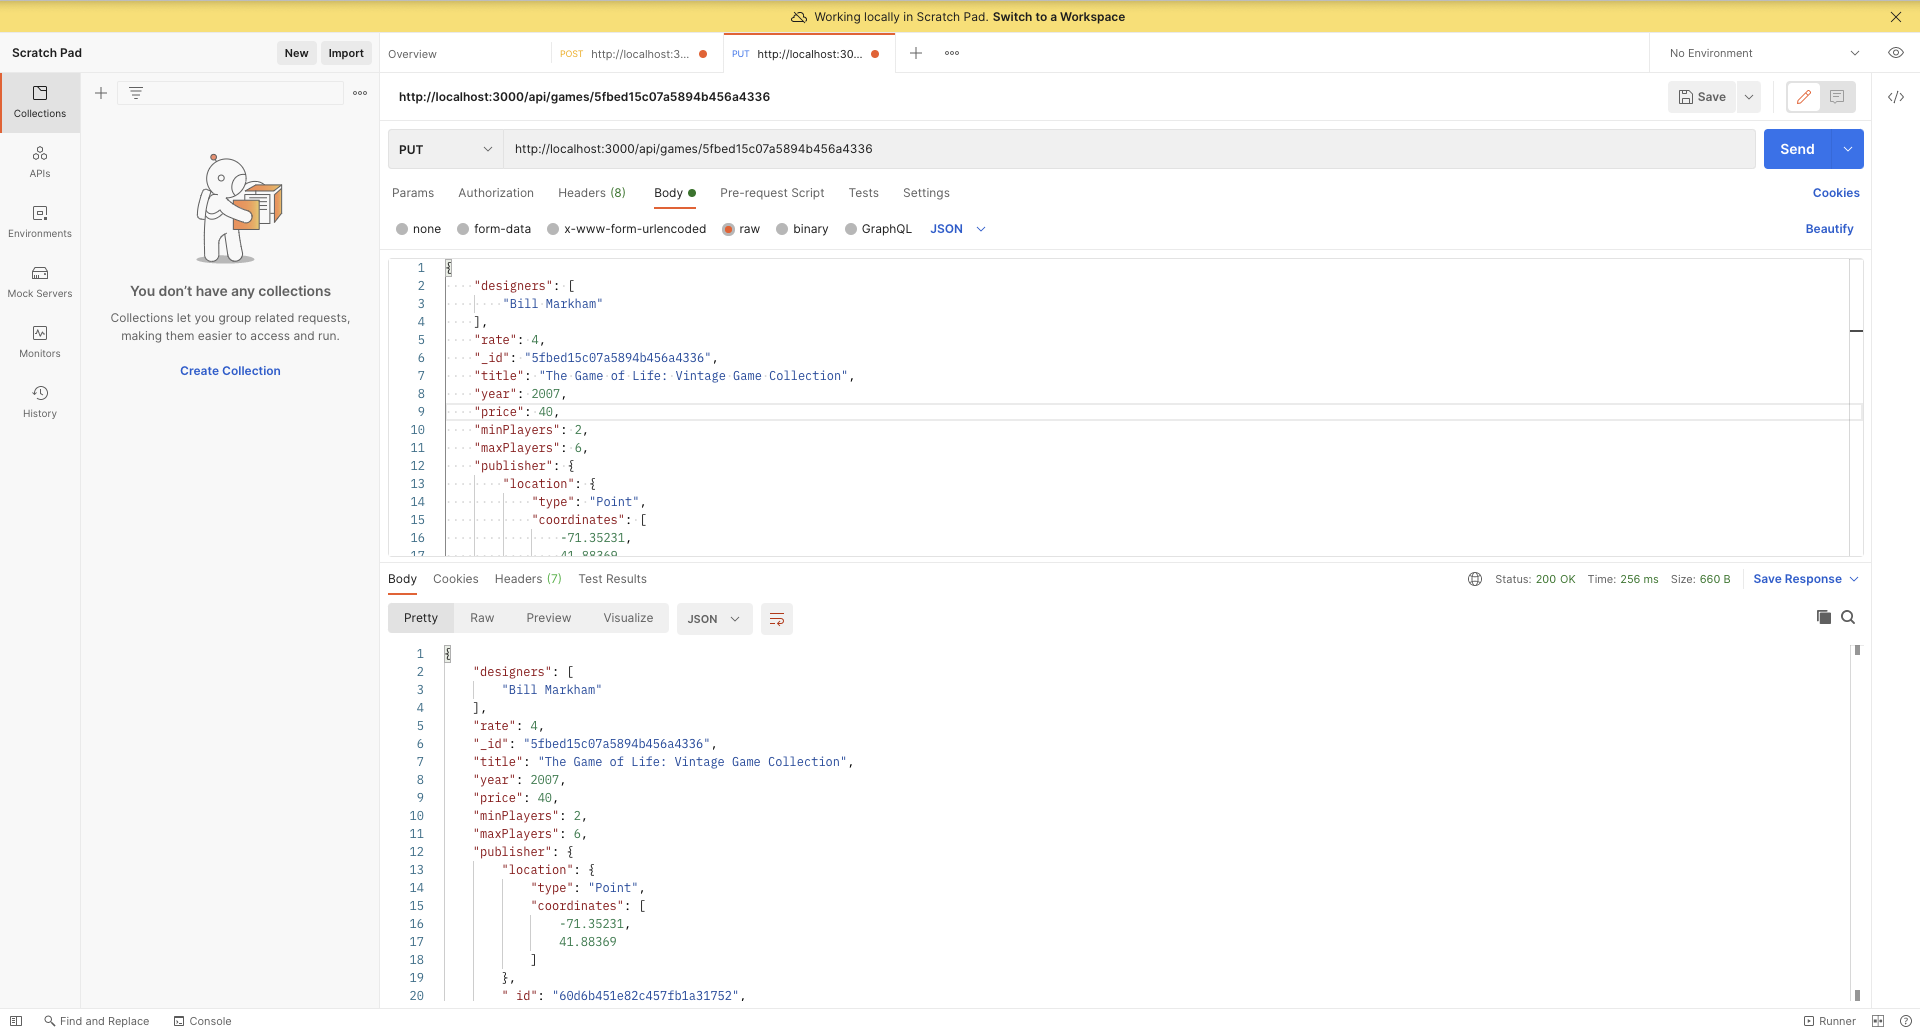 Working locally in Scratch Pad. Switch to a Workspace
Scratch Pad
New
Import
Overview
POST http://localhost:3...
PUT http://localhost:30...
No Environment
Collections
APIs
Environments
Mock Servers
Monitors
History
You don't have any collections
Collections let you group related requests,
making them easier to access and run.
Create Collection
http://localhost:3000/api/games/5fbed15c07a5894b456a4336
Save
PUT
http://localhost:3000/api/games/5fbed15c07a5894b456a4336
Send
Params Authorization Headers (8) Body Pre-request Script Tests Settings
Cookies
none form-data x-www-form-urlencoded raw binary GraphQL JSON
Beautify
1 {
2 "designers": [
3 "Bill Markham"
4 ],
5 "rate": 4,
6 "_id": "5fbed15c07a5894b456a4336",
7 "title": "The Game of Life: Vintage Game Collection",
8 "year": 2007,
9 "price": 40,
10 "minPlayers": 2,
11 "maxPlayers": 6,
12 "publisher": {
13 "location": {
14 "type": "Point",
15 "coordinates": [
16 -71.35231,
17 41.88369
Body Cookies Headers (7) Test Results
Status: 200 OK Time: 256 ms Size: 660 B
Save Response
Pretty Raw Preview Visualize JSON
1 {
2 "designers": [
3 "Bill Markham"
4 ],
5 "rate": 4,
6 "_id": "5fbed15c07a5894b456a4336",
7 "title": "The Game of Life: Vintage Game Collection",
8 "year": 2007,
9 "price": 40,
10 "minPlayers": 2,
11 "maxPlayers": 6,
12 "publisher": {
13 "location": {
14 "type": "Point",
15 "coordinates": [
16 -71.35231,
17 41.88369
18 ]
19 },
20 "_id": "60d6b451e82c457fb1a31752",
Find and Replace
Console
Runner